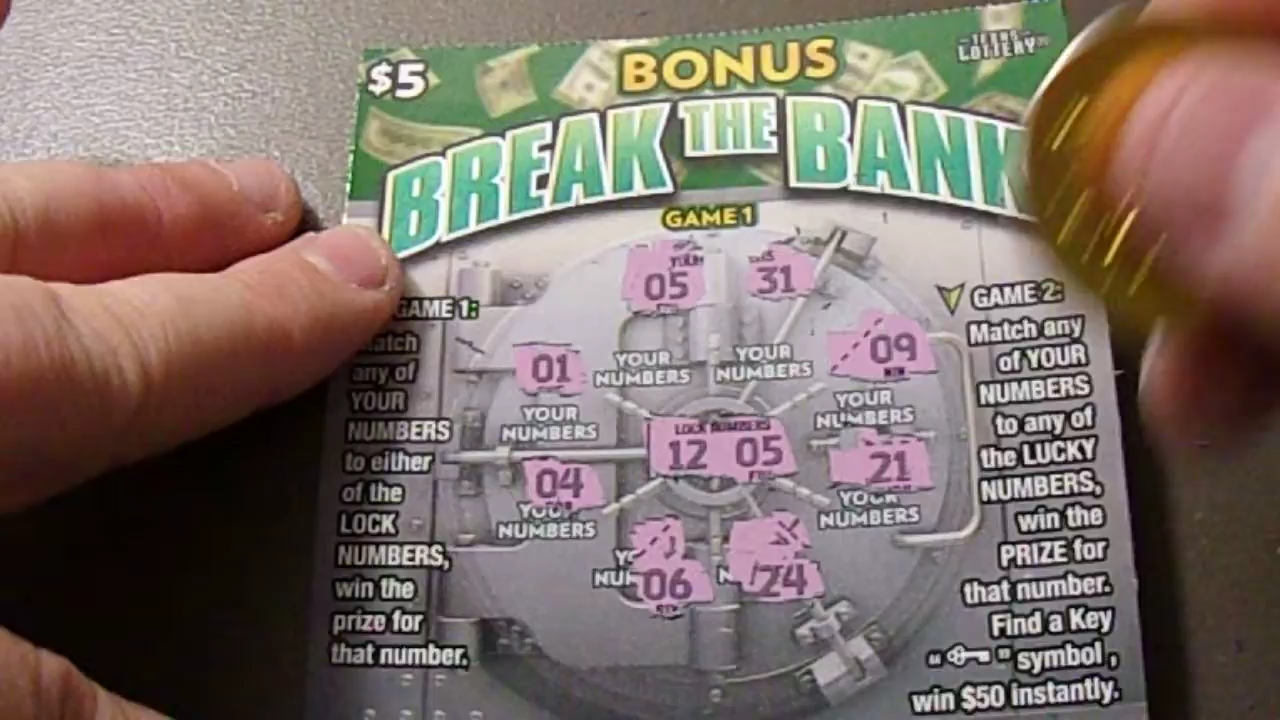 $5
BONUS
TEXAS
LOTTERY
BREAK THE BANK
GAME 1
05
31
GAME 1:
Match
any of
YOUR
NUMBERS
to either
of the
LOCK
NUMBERS,
win the
prize for
that number.
01
YOUR
NUMBERS
YOUR
NUMBERS
YOUR
NUMBERS
09
YOUR
NUMBERS
LOCK NUMBERS
12 05
04
YOUR
NUMBERS
21
YOUR
NUMBERS
06
24
GAME 2:
Match any
of YOUR
NUMBERS
to any of
the LUCKY
NUMBERS,
win the
PRIZE for
that number.
Find a Key
" " symbol,
win $50 instantly.